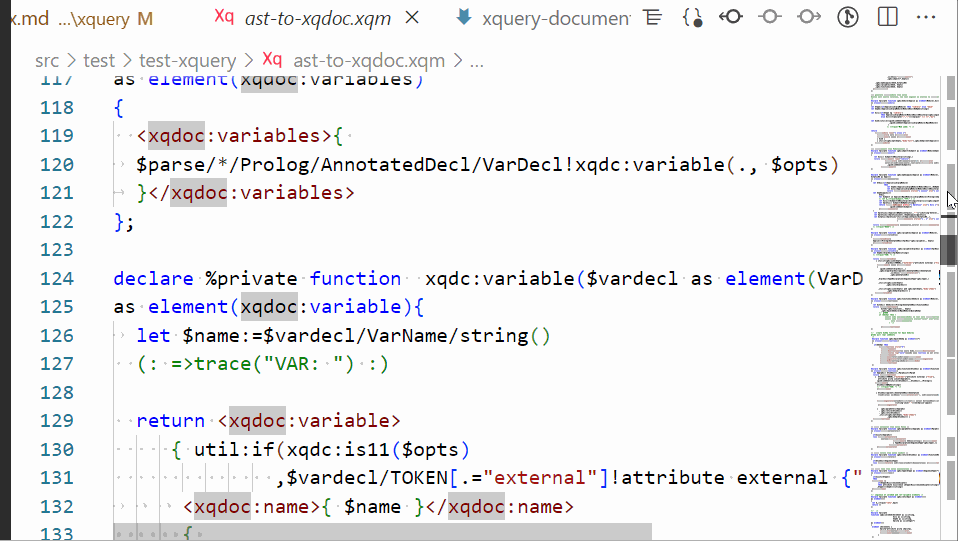 x.md ...\xquery M Xq ast-to-xqdoc.xqm xquery-documen
src > test > test-xquery > Xq ast-to-xqdoc.xqm > ...
117 as element(xqdoc:variables)
118 {
119 <xqdoc:variables>{
120 $parse/*/Prolog/AnnotatedDecl/VarDecl!xqdc:variable(., $opts)
121 }</xqdoc:variables>
122 };
123
124 declare %private function  xqdc:variable($vardecl as element(VarD
125 as element(xqdoc:variable){
126 let $name:=$vardecl/VarName/string()
127 (: =>trace("VAR: ") :)
128
129 return <xqdoc:variable>
130 { util:if(xqdc:is11($opts)
131 ,$vardecl/TOKEN[.="external"]!attribute external {"
132 <xqdoc:name>{ $name }</xqdoc:name>
133 {